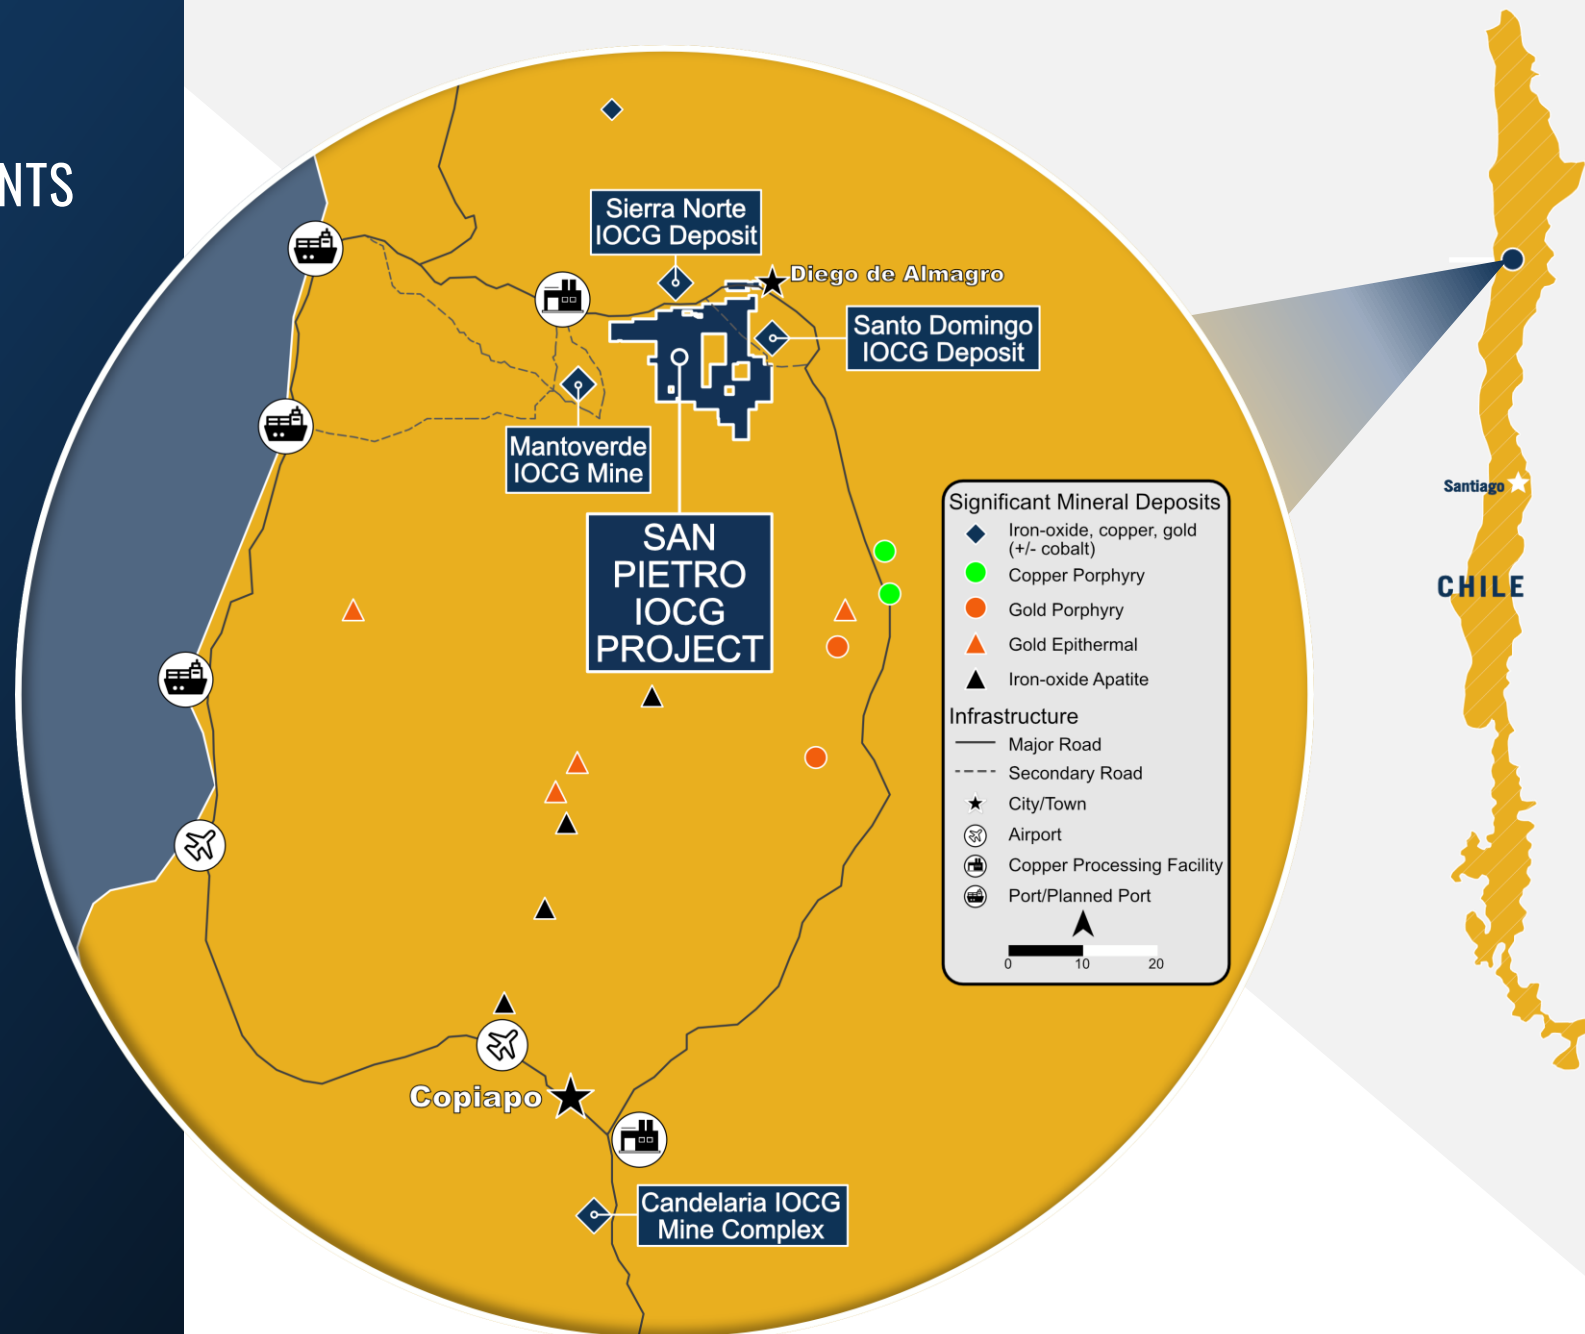 NTS
Sierra Norte
IOCG Deposit
Diego de Almagro
Santo Domingo
IOCG Deposit
Mantoverde
IOCG Mine
SAN
PIETRO
IOCG
PROJECT
Significant Mineral Deposits
Iron-oxide, copper, gold
(+/- cobalt)
Copper Porphyry
Gold Porphyry
Gold Epithermal
Iron-oxide Apatite
Infrastructure
Major Road
Secondary Road
City/Town
Airport
Copper Processing Facility
Port/Planned Port
0 10 20
Santiago
CHILE
Copiapo
Candelaria IOCG
Mine Complex